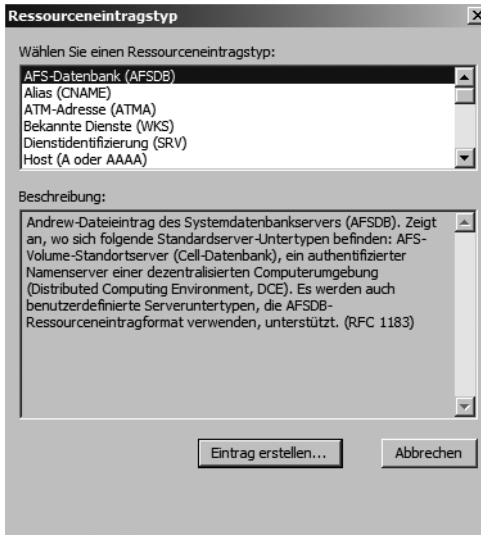 Ressourceneintragstyp
Wählen Sie einen Ressourceneintragstyp:
AFS-Datenbank (AFSDB)
Alias (CNAME)
ATM-Adresse (ATMA)
Bekannte Dienste (WKS)
Dienstidentifizierung (SRV)
Host (A oder AAAA)
Beschreibung:
Andrew-Dateieintrag des Systemdatenbankservers (AFSDB). Zeigt
an, wo sich folgende Standardserver-Untertypen befinden: AFS-
Volume-Standortserver (Cell-Datenbank), ein authentifizierter
Namenserver einer dezentralisierten Computerumgebung
(Distributed Computing Environment, DCE). Es werden auch
benutzerdefinierte Serveruntertypen, die AFSDB-
Ressourceneintragformat verwenden, unterstützt. (RFC 1183)
Eintrag erstellen...
Abbrechen